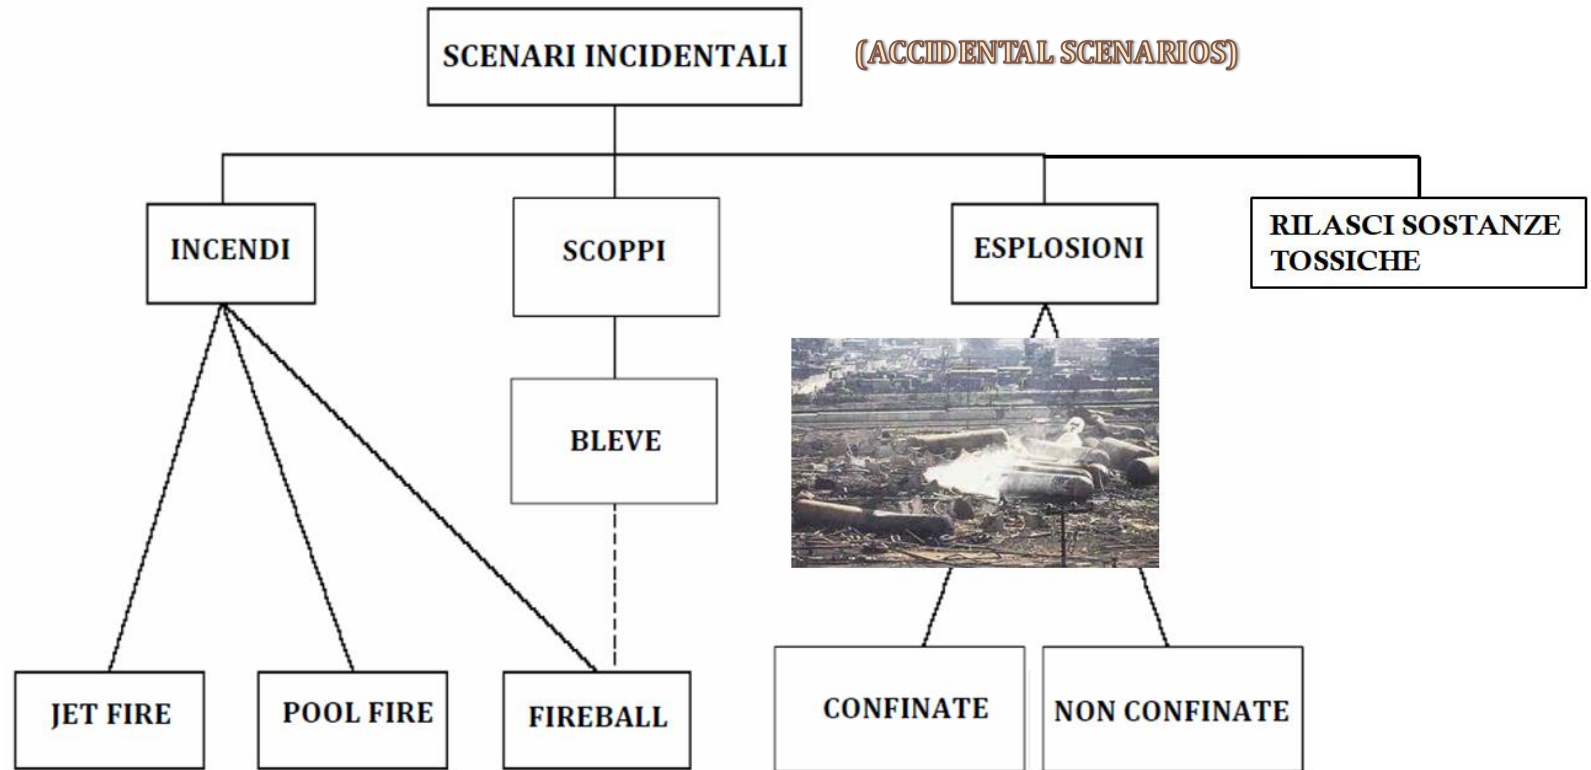 SCENARI INCIDENTALI
(ACCIDENTAL SCENARIOS)
INCENDI
SCOPPI
ESPLOSIONI
RILASCI SOSTANZE
TOSSICHE
BLEVE
JET FIRE
POOL FIRE
FIREBALL
CONFINATE
NON CONFINATE